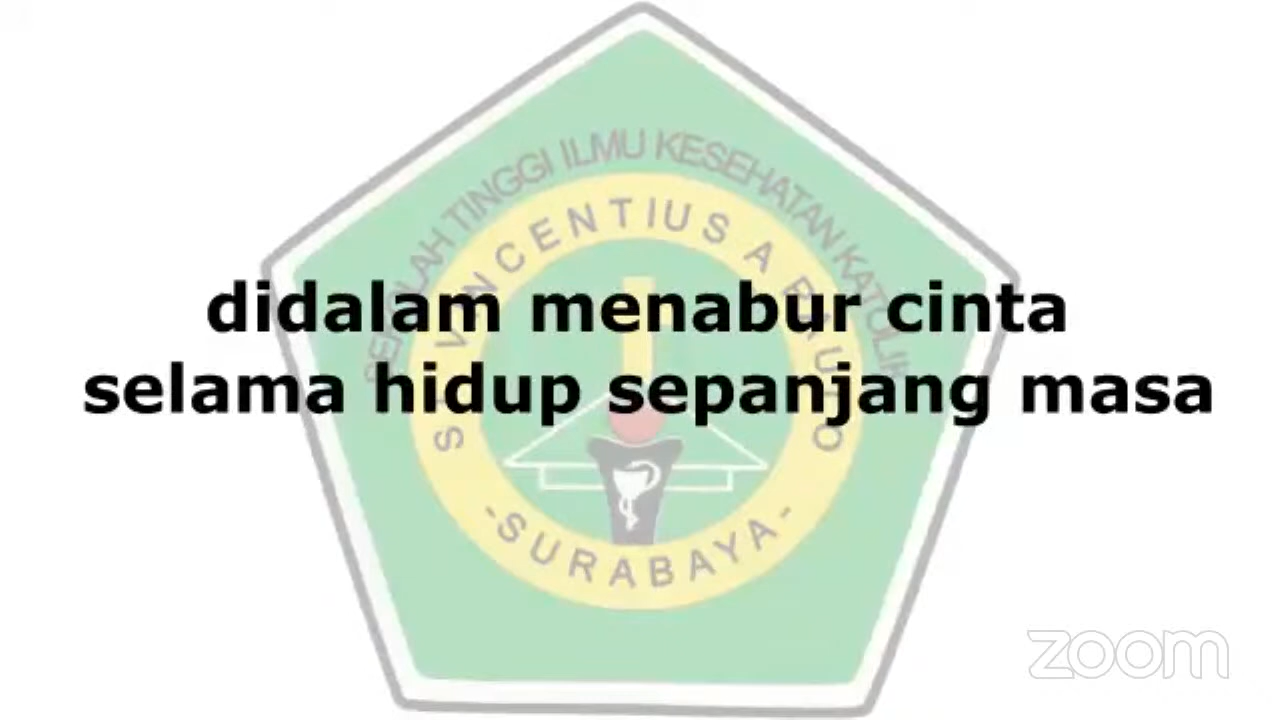 SEKOLAH TINGGI ILMU KESEHATAN KATOLIK
ST VINCENTIUS A PAULO
didalam menabur cinta
selama hidup sepanjang masa
-SURABAYA-
zoom